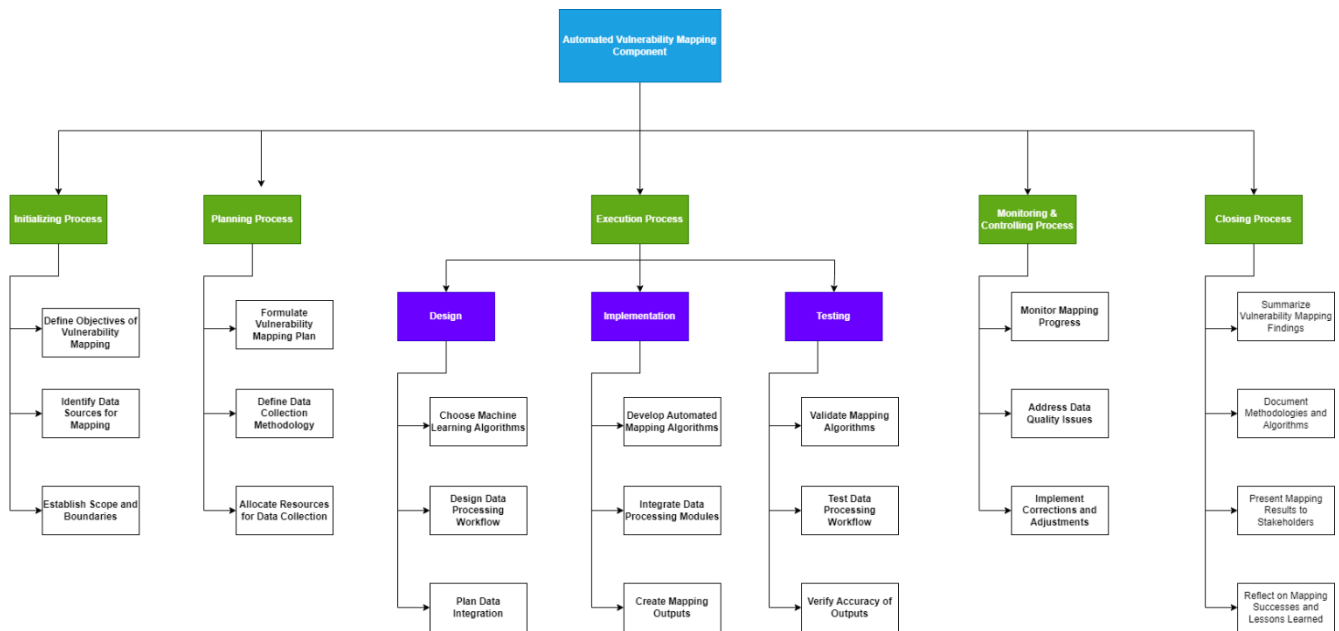 Automated Vulnerability Mapping
Component
Initializing Process
Planning Process
Execution Process
Monitoring &
Controlling Process
Closing Process
Define Objectives of
Vulnerability
Mapping
Identify Data
Sources for
Mapping
Establish Scope and
Boundaries
Formulate
Vulnerability
Mapping Plan
Define Data
Collection
Methodology
Allocate Resources
for Data Collection
Design
Implementation
Testing
Choose Machine
Learning Algorithms
Design Data
Processing
Workflow
Plan Data
Integration
Develop Automated
Mapping Algorithms
Integrate Data
Processing Modules
Create Mapping
Outputs
Validate Mapping
Algorithms
Test Data
Processing
Workflow
Verify Accuracy of
Outputs
Monitor Mapping
Progress
Address Data
Quality Issues
Implement
Corrections and
Adjustments
Summarize
Vulnerability Mapping
Findings
Document
Methodologies and
Algorithms
Present Mapping
Results to
Stakeholders
Reflect on Mapping
Successes and
Lessons Learned